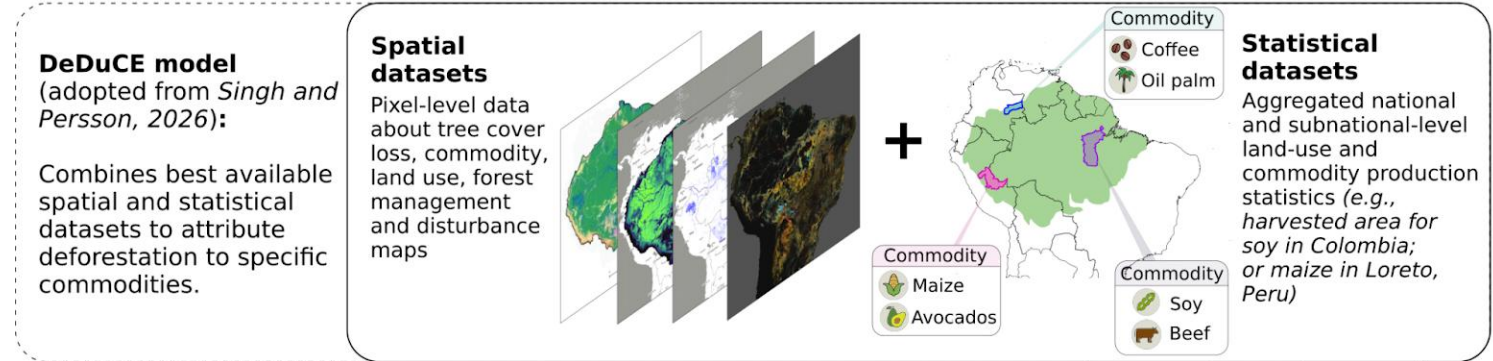 DeDuCE model
(adopted from Singh and
Persson, 2026):
Combines best available
spatial and statistical
datasets to attribute
deforestation to specific
commodities.
Spatial
datasets
Pixel-level data
about tree cover
loss, commodity,
land use, forest
management
and disturbance
maps
+
Commodity
Coffee
Oil palm
Commodity
Maize
Avocados
Commodity
Soy
Beef
Statistical
datasets
Aggregated national
and subnational-level
land-use and
commodity production
statistics (e.g.,
harvested area for
soy in Colombia;
or maize in Loreto,
Peru)